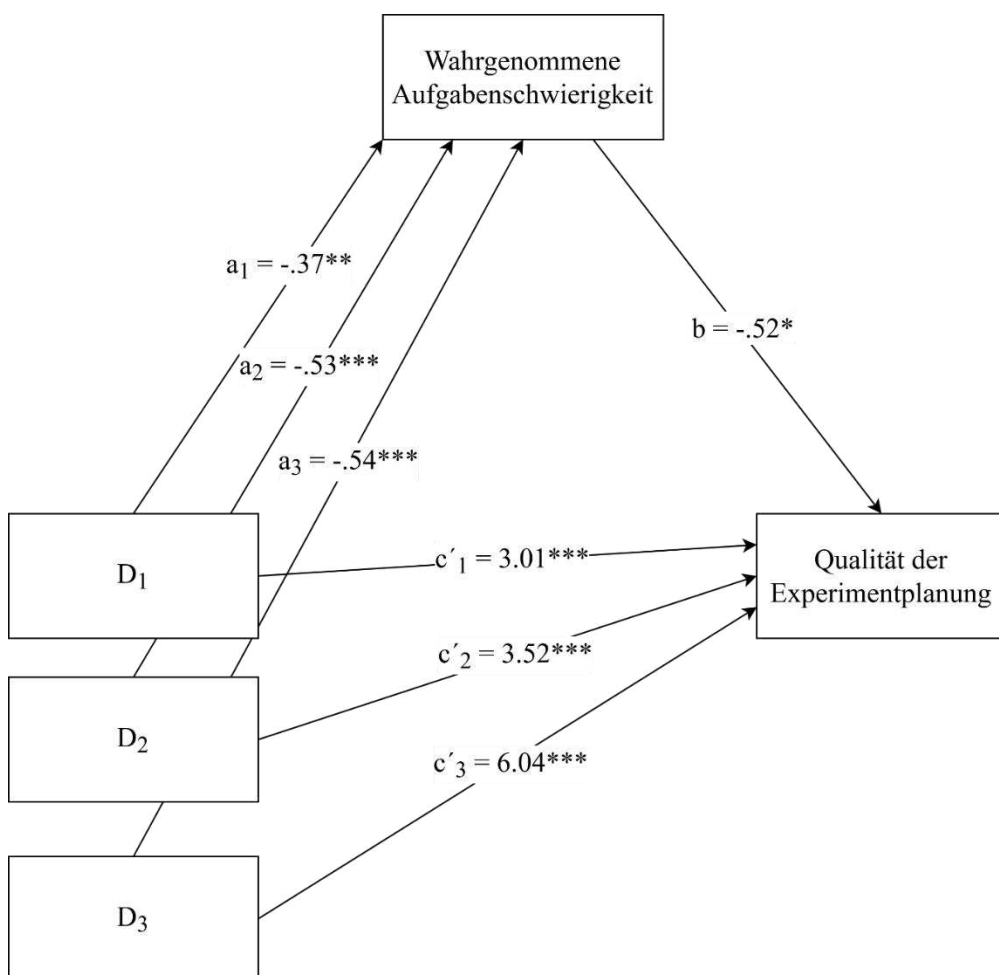 Wahrgenommene
Aufgabenschwierigkeit
a₁ = -.37**
b = -.52*
a₂ = -.53***
a₃ = -.54***
D₁
c´₁ = 3.01***
Qualität der
Experimentplanung
c´₂ = 3.52***
D₂
c´₃ = 6.04***
D₃